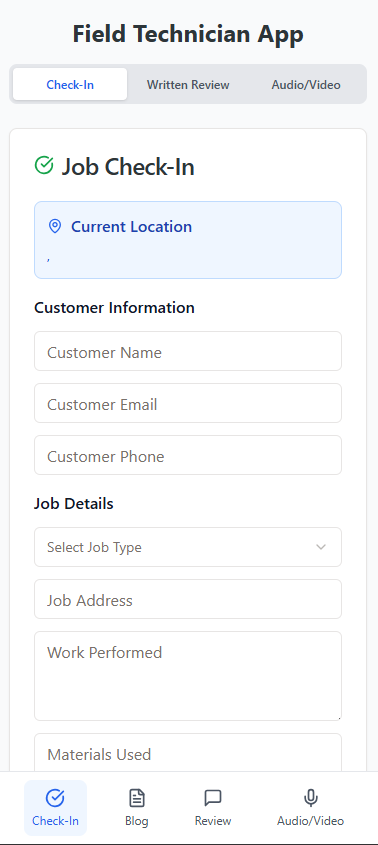 Field Technician App
Check-In Written Review Audio/Video
Job Check-In
Current Location
,
Customer Information
Customer Name
Customer Email
Customer Phone
Job Details
Select Job Type
Job Address
Work Performed
Materials Used
Check-In Blog Review Audio/Video